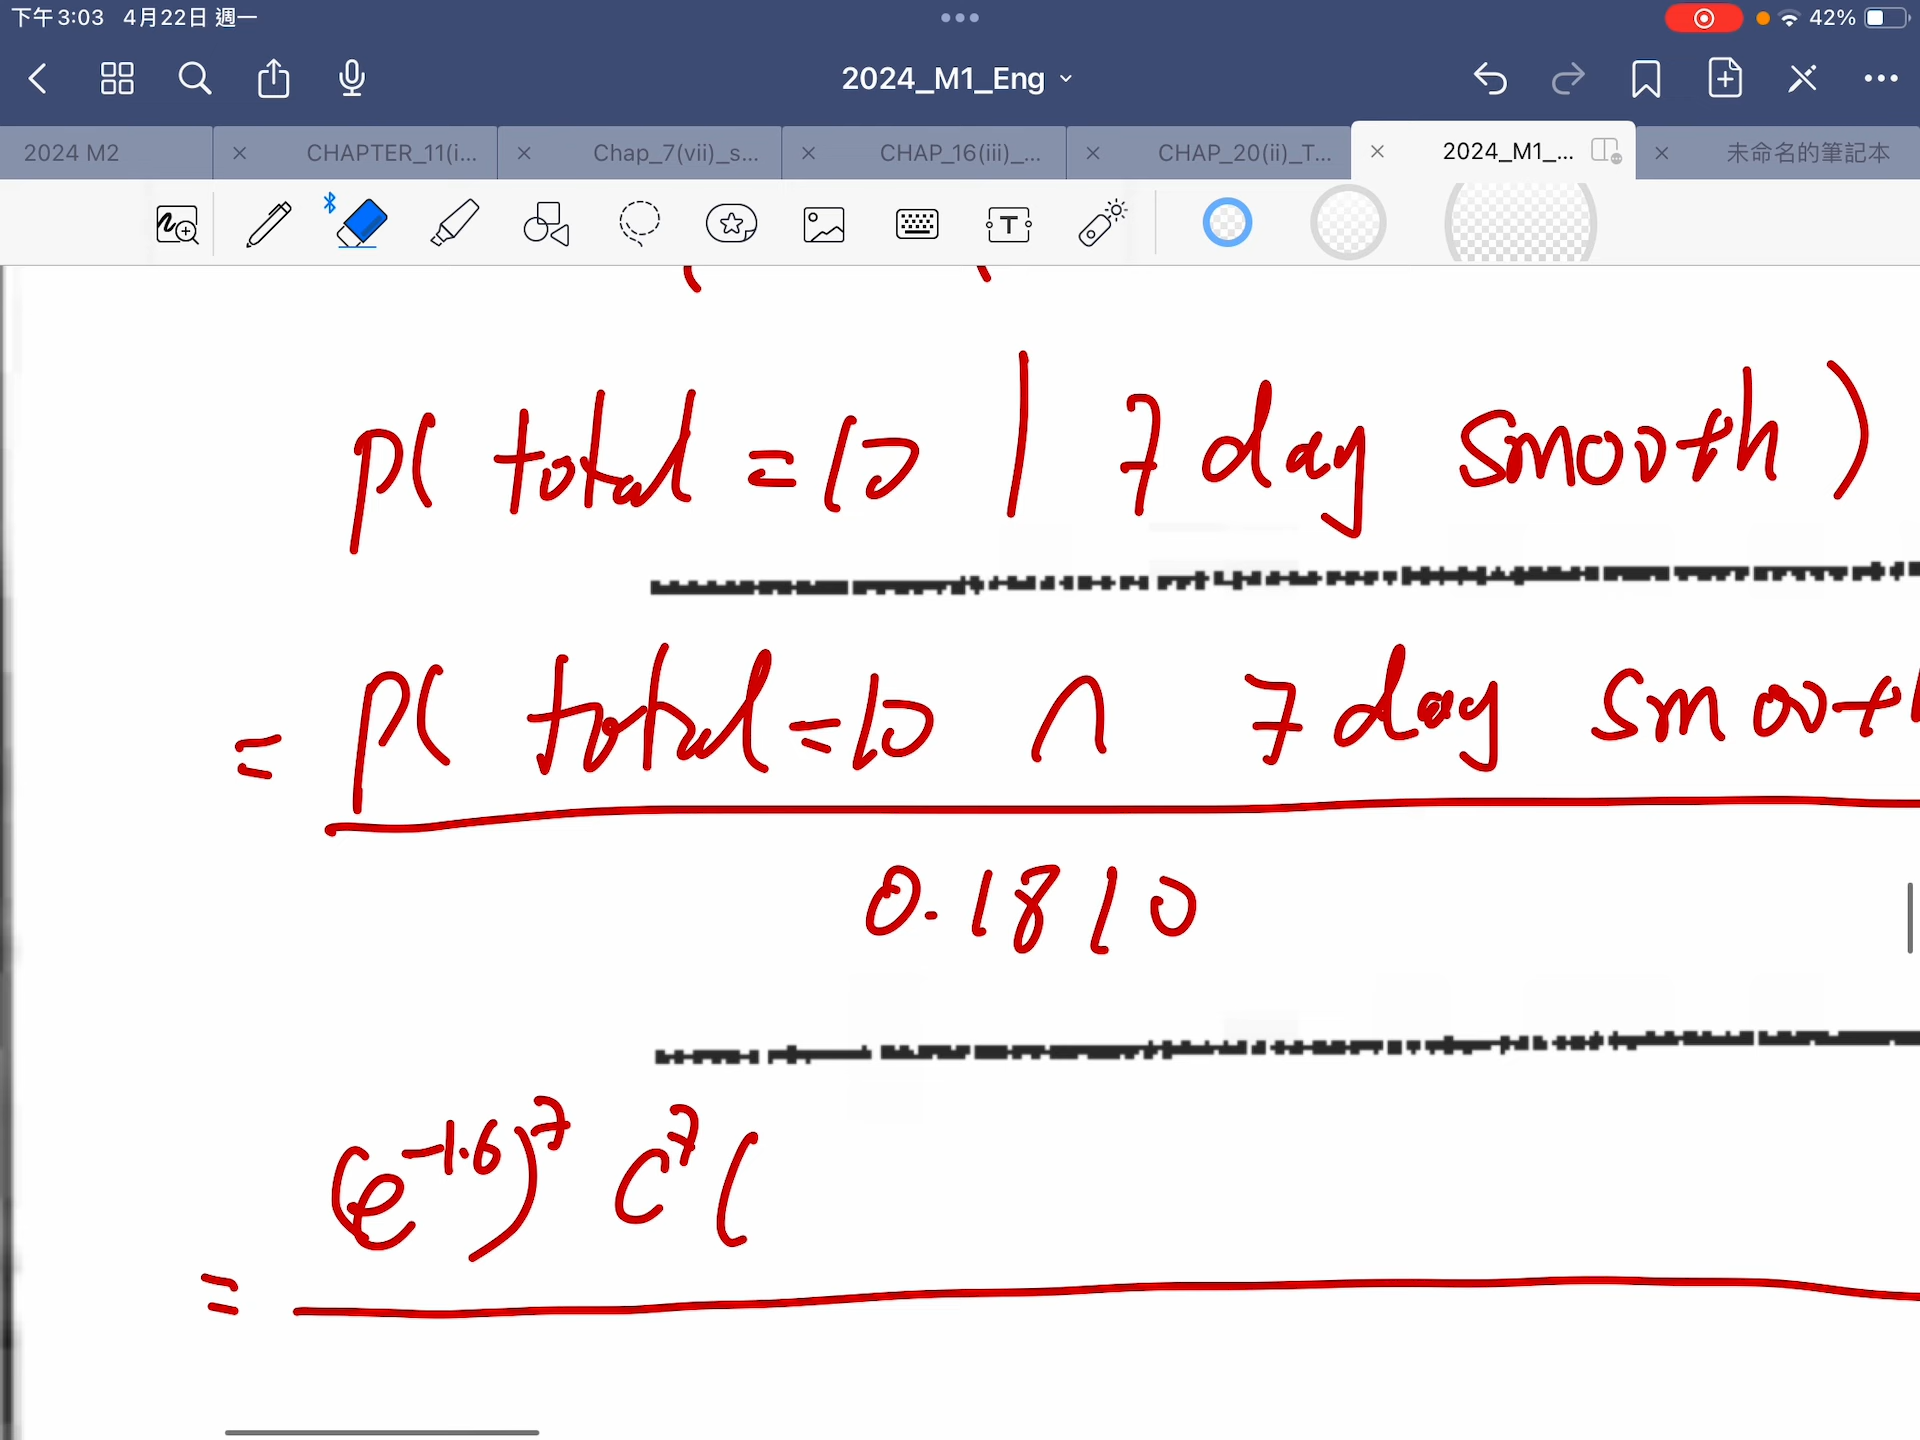 下午3:03 4月22日 週一
42%
2024_M1_Eng
2024 M2
CHAPTER_11(i...
Chap_7(vii)_s...
CHAP_16(iii)_...
CHAP_20(ii)_T...
2024_M1_...
未命名的筆記本
P( total = 10 | 7 day smooth )
= P( total = 10 ∩ 7 day smooth
0.1810
= (e^-1.6)^7 C^7 (